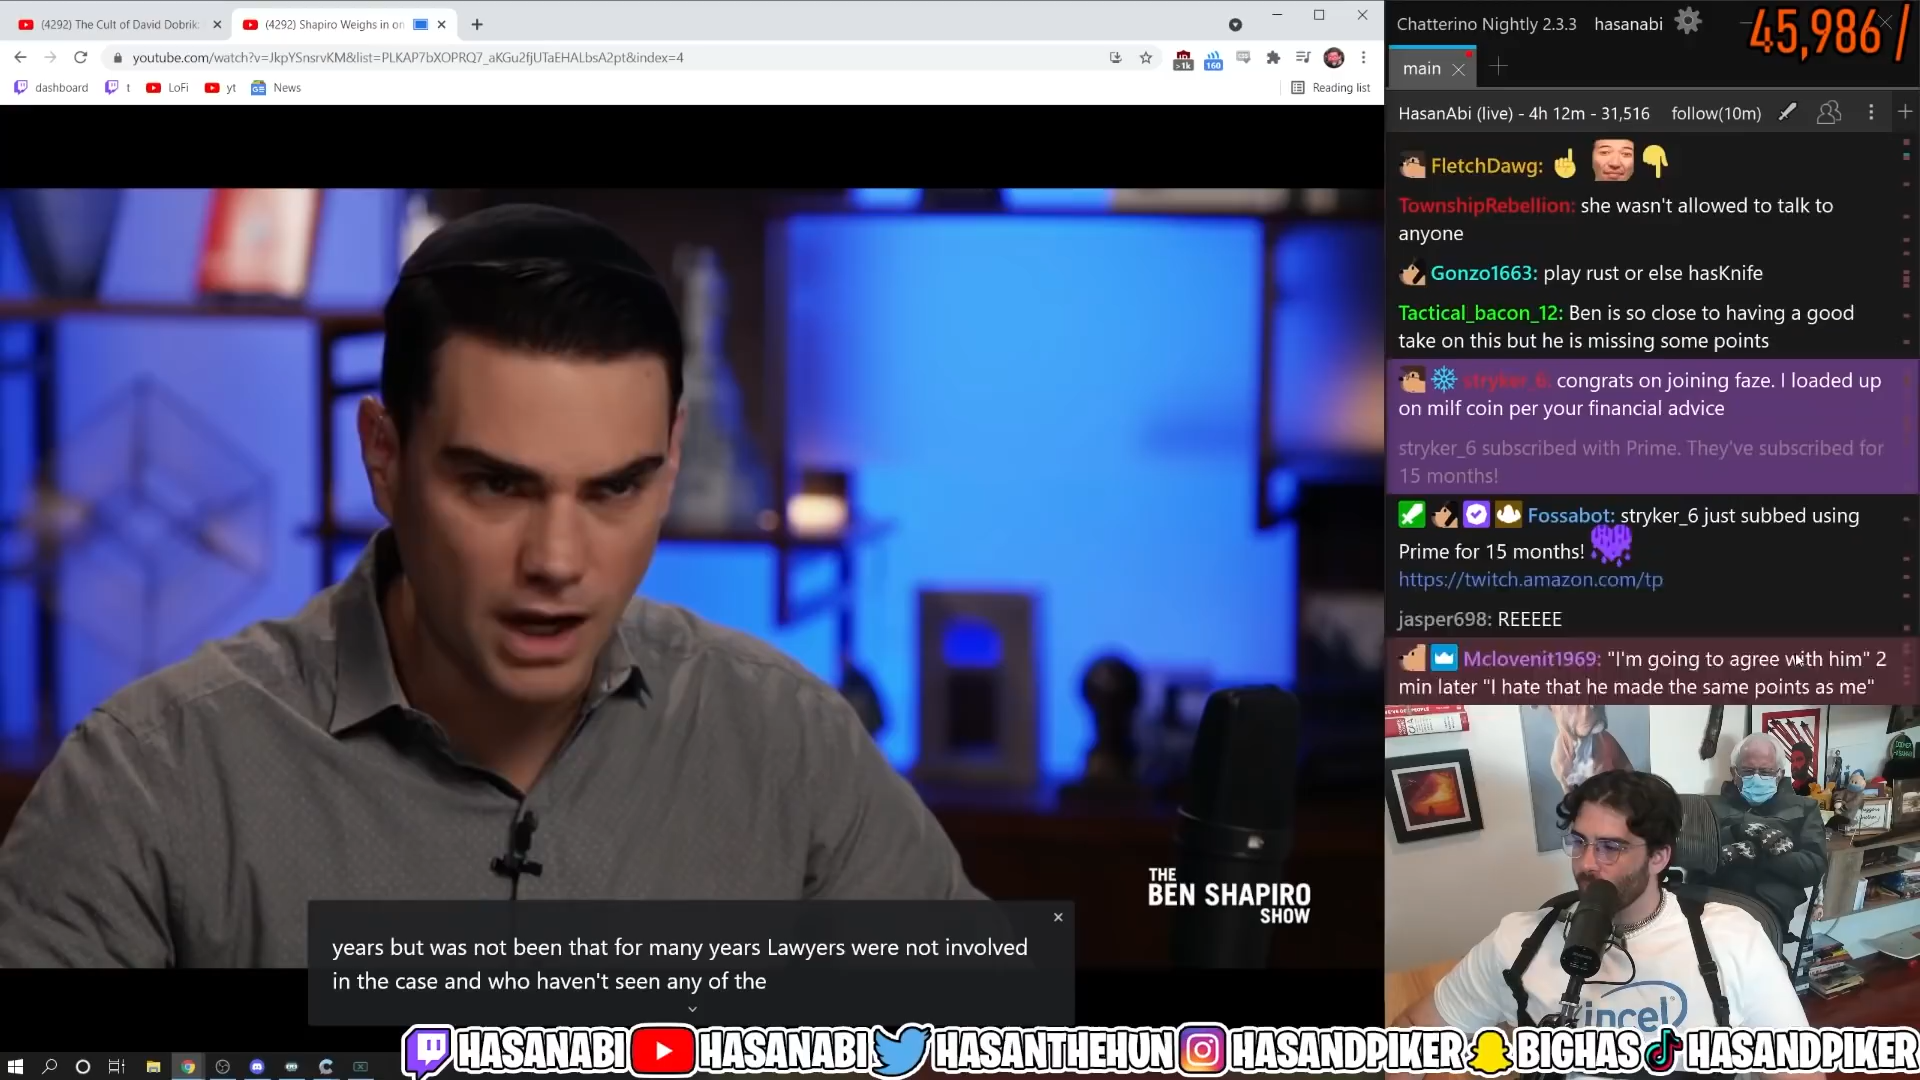 (4292) The Cult of David Dobrik:
(4292) Shapiro Weighs in on
youtube.com/watch?v=JkpYSnsrvKM&list=PLKAP7bXOPRQ7_aKGu2fjUTaEHALbsA2pt&index=4
>1k
160
dashboard
t
LoFi
yt
News
Reading list
THE
BEN SHAPIRO
SHOW
years but was not been that for many years Lawyers were not involved
in the case and who haven't seen any of the
Chatterino Nightly 2.3.3
hasanabi
45,986 /
main
HasanAbi (live) - 4h 12m - 31,516
follow(10m)
FletchDawg:
TownshipRebellion: she wasn't allowed to talk to
anyone
Gonzo1663: play rust or else hasKnife
Tactical_bacon_12: Ben is so close to having a good
take on this but he is missing some points
stryker_6: congrats on joining faze. I loaded up
on milf coin per your financial advice
stryker_6 subscribed with Prime. They've subscribed for
15 months!
Fossabot: stryker_6 just subbed using
Prime for 15 months!
https://twitch.amazon.com/tp
jasper698: REEEEE
Mclovenit1969: "I'm going to agree with him" 2
min later "I hate that he made the same points as me"
incel
HASANABI
HASANABI
HASANTHEHUN
HASANDPIKER
BIGHAS
HASANDPIKER